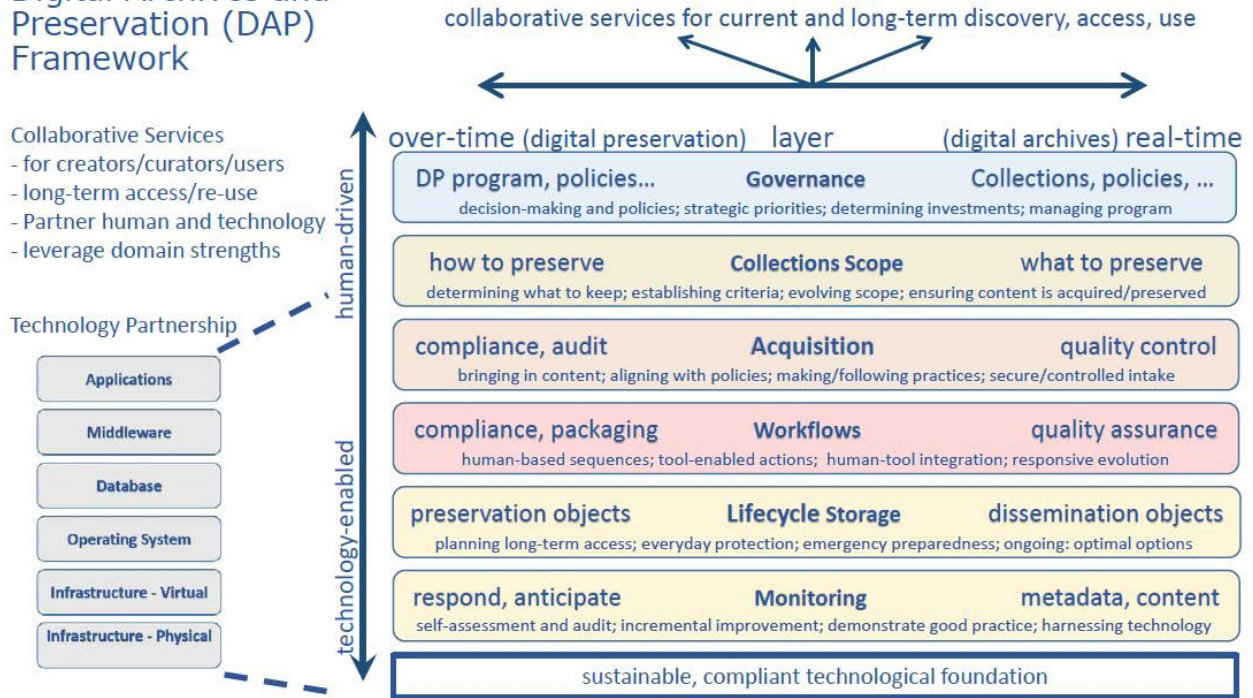 Digital Archives and
Preservation (DAP)
Framework
collaborative services for current and long-term discovery, access, use
Collaborative Services
- for creators/curators/users
- long-term access/re-use
- Partner human and technology
- leverage domain strengths
Technology Partnership
Applications
Middleware
Database
Operating System
Infrastructure - Virtual
Infrastructure - Physical
human-driven
technology-enabled
over-time (digital preservation) layer (digital archives) real-time
DP program, policies... Governance Collections, policies, ...
decision-making and policies; strategic priorities; determining investments; managing program
how to preserve Collections Scope what to preserve
determining what to keep; establishing criteria; evolving scope; ensuring content is acquired/preserved
compliance, audit Acquisition quality control
bringing in content; aligning with policies; making/following practices; secure/controlled intake
compliance, packaging Workflows quality assurance
human-based sequences; tool-enabled actions; human-tool integration; responsive evolution
preservation objects Lifecycle Storage dissemination objects
planning long-term access; everyday protection; emergency preparedness; ongoing: optimal options
respond, anticipate Monitoring metadata, content
self-assessment and audit; incremental improvement; demonstrate good practice; harnessing technology
sustainable, compliant technological foundation